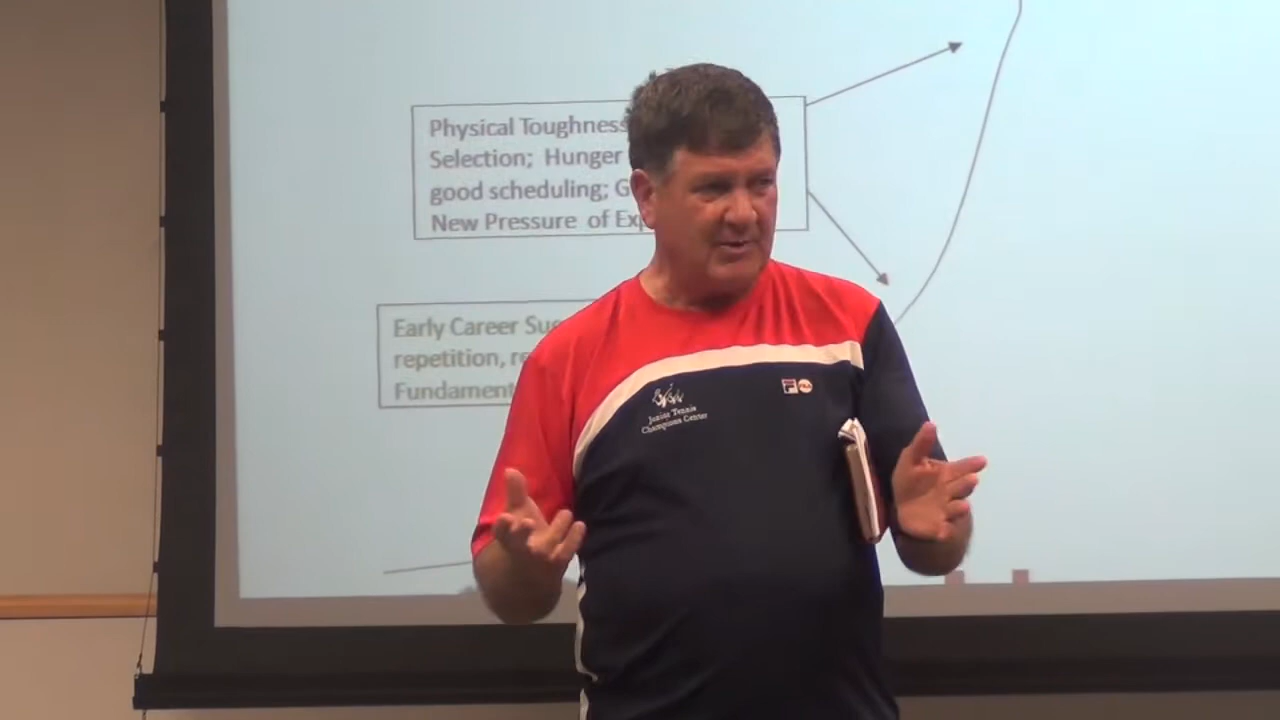 Physical Toughness
Selection; Hunger
good scheduling; G
New Pressure of Exp
Early Career Suc
repetition, re
Fundament
Junior Tennis
Champions Center
FILA